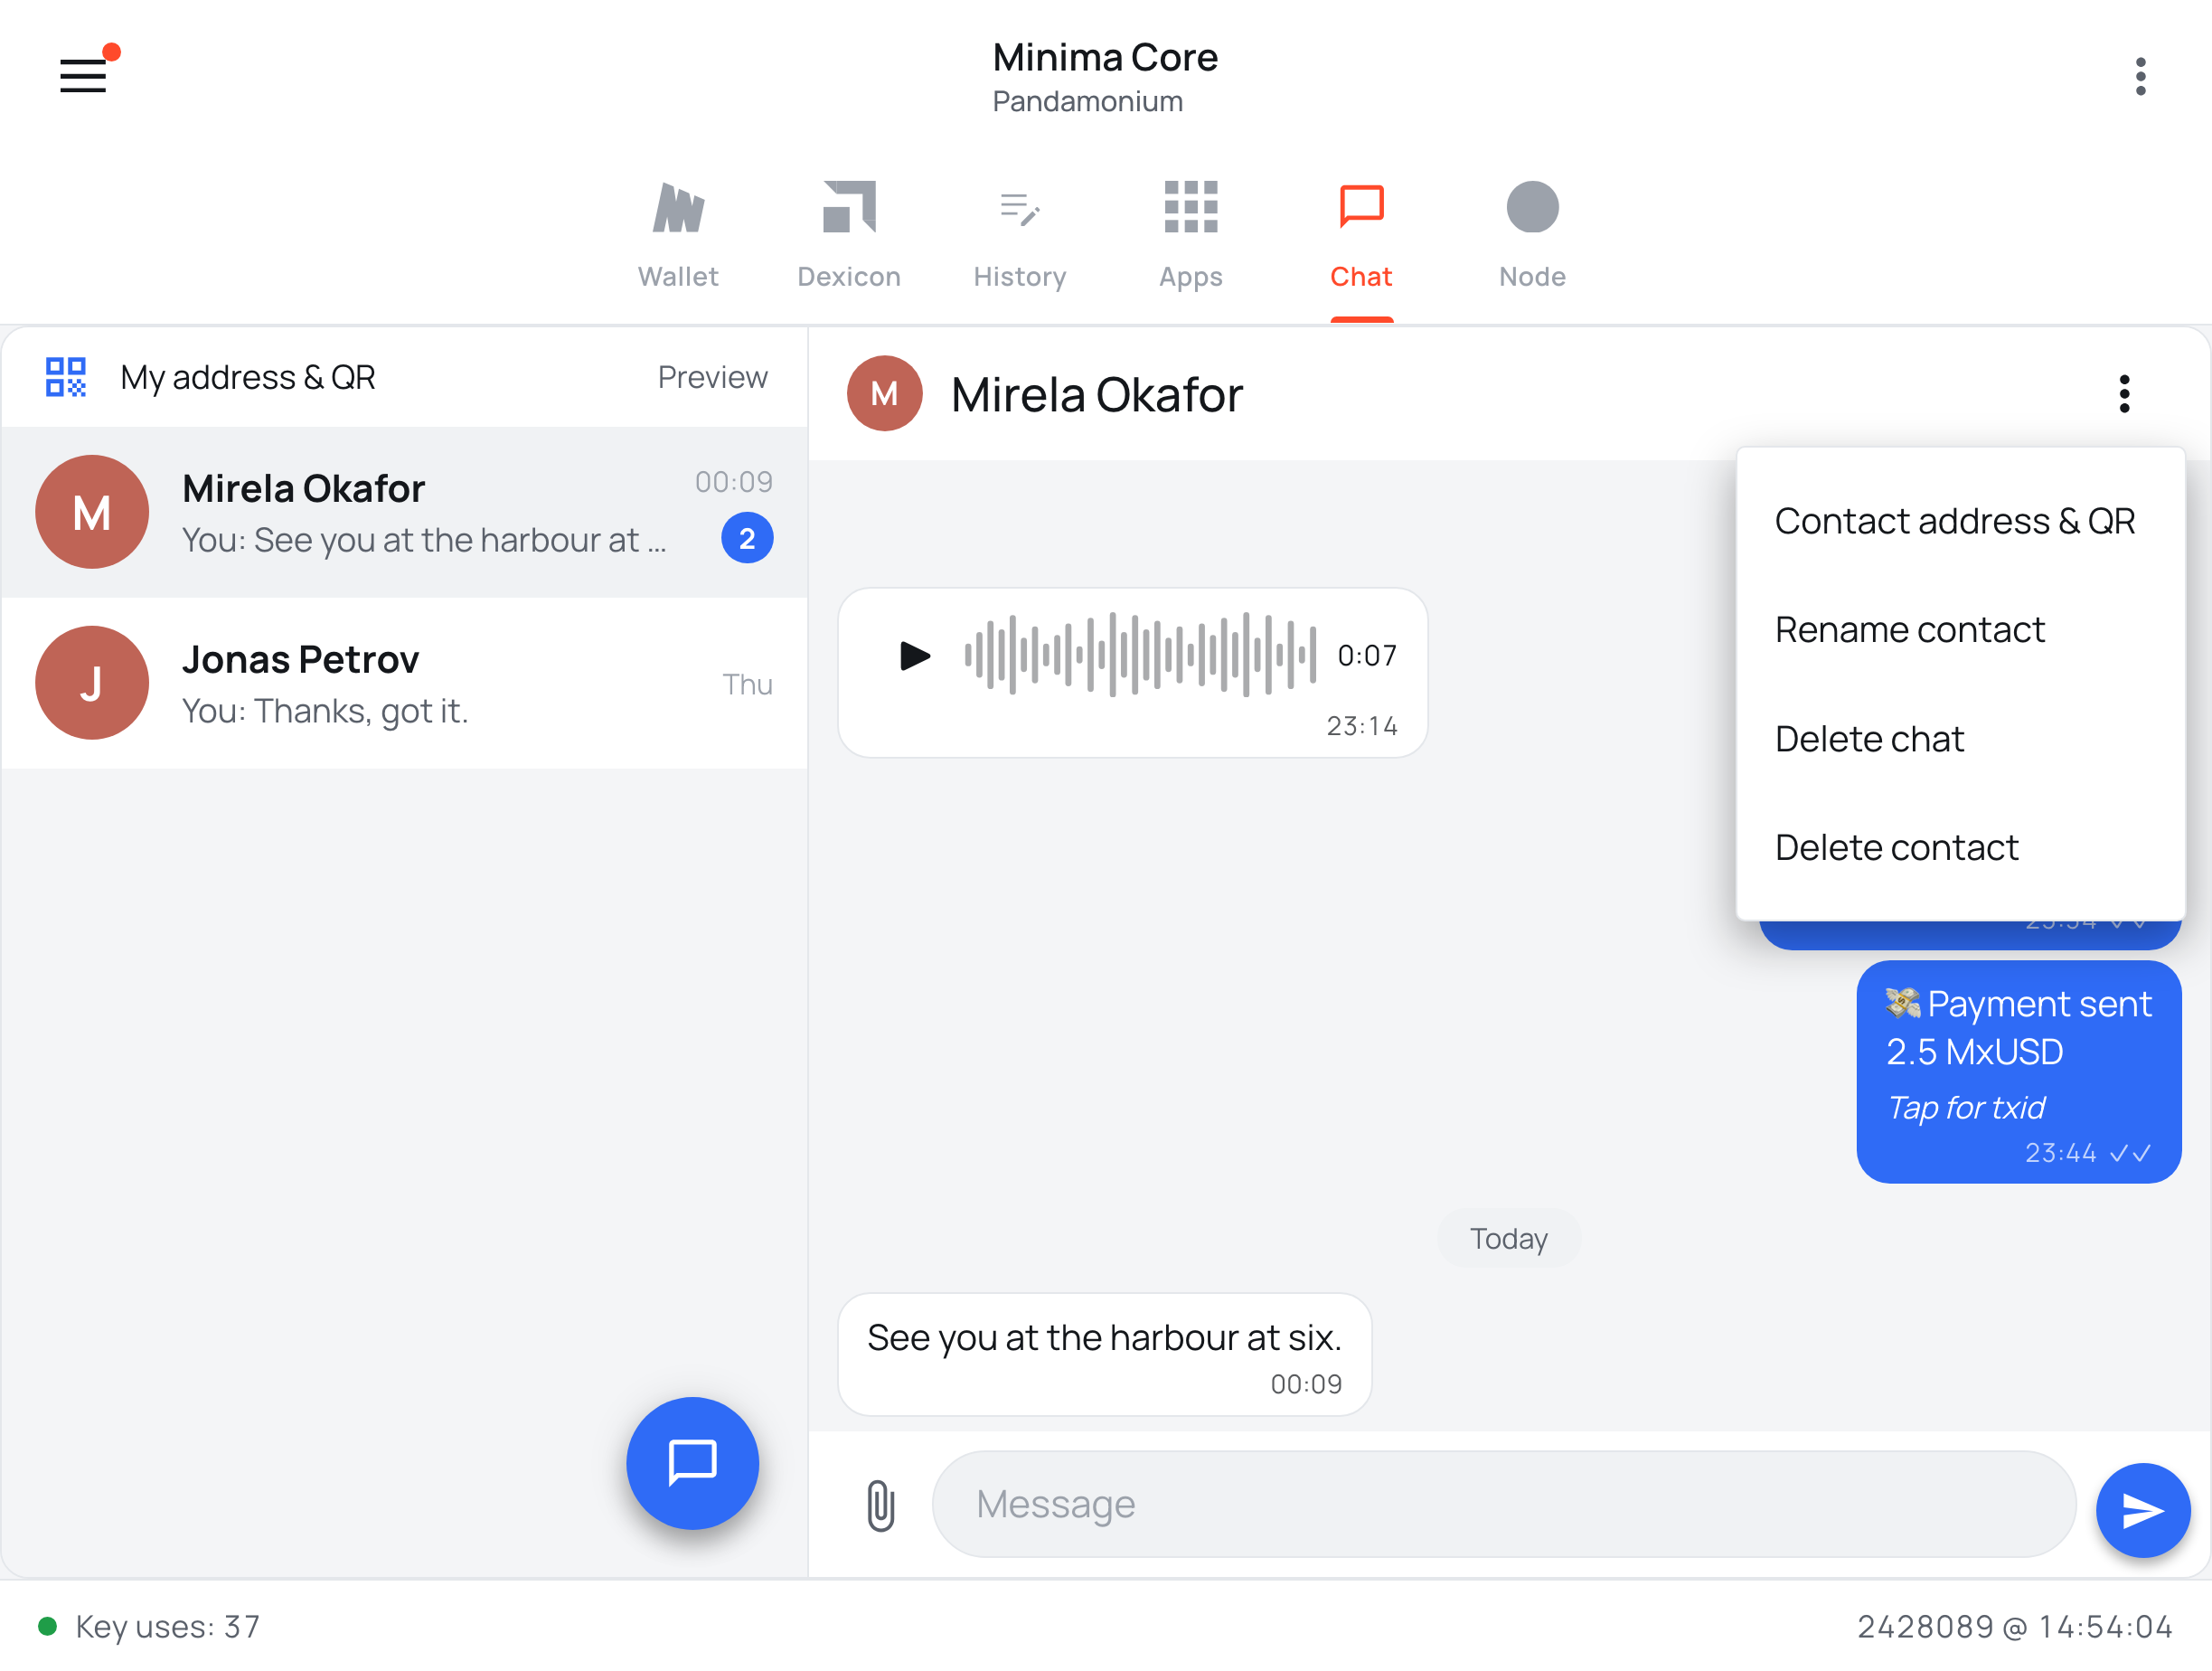 Minima Core
Pandamonium
Wallet
Dexicon
History
Apps
Chat
Node
My address & QR
Preview
M
Mirela Okafor
00:09
You: See you at the harbour at ...
2
J
Jonas Petrov
You: Thanks, got it.
Thu
M
Mirela Okafor
Contact address & QR
Rename contact
Delete chat
Delete contact
0:07
23:14
💸 Payment sent
2.5 MxUSD
Tap for txid
23:44 ✓✓
Today
See you at the harbour at six.
00:09
Message
Key uses: 37
2428089 @ 14:54:04